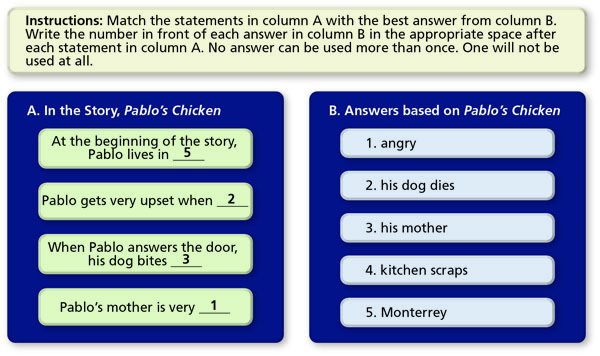 Instructions: Match the statements in column A with the best answer from column B.
Write the number in front of each answer in column B in the appropriate space after
each statement in column A. No answer can be used more than once. One will not be
used at all.
A. In the Story, Pablo's Chicken
At the beginning of the story,
Pablo lives in __5__
Pablo gets very upset when __2__
When Pablo answers the door,
his dog bites __3__
Pablo's mother is very __1__
B. Answers based on Pablo's Chicken
1. angry
2. his dog dies
3. his mother
4. kitchen scraps
5. Monterrey